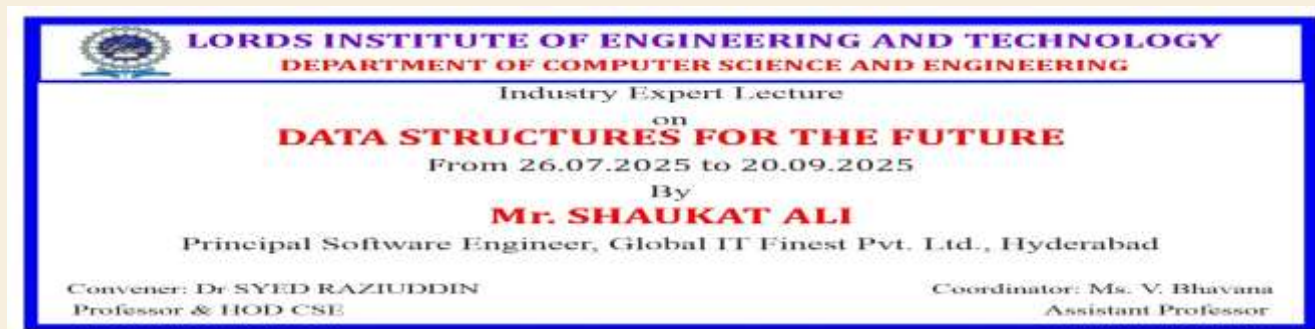 LORDS INSTITUTE OF ENGINEERING AND TECHNOLOGY
DEPARTMENT OF COMPUTER SCIENCE AND ENGINEERING
Industry Expert Lecture
on
DATA STRUCTURES FOR THE FUTURE
From 26.07.2025 to 20.09.2025
By
Mr. SHAUKAT ALI
Principal Software Engineer, Global IT Finest Pvt. Ltd., Hyderabad
Convener: Dr SYED RAZIUDDIN
Coordinator: Ms. V. Bhavana
Professor & HOD CSE
Assistant Professor